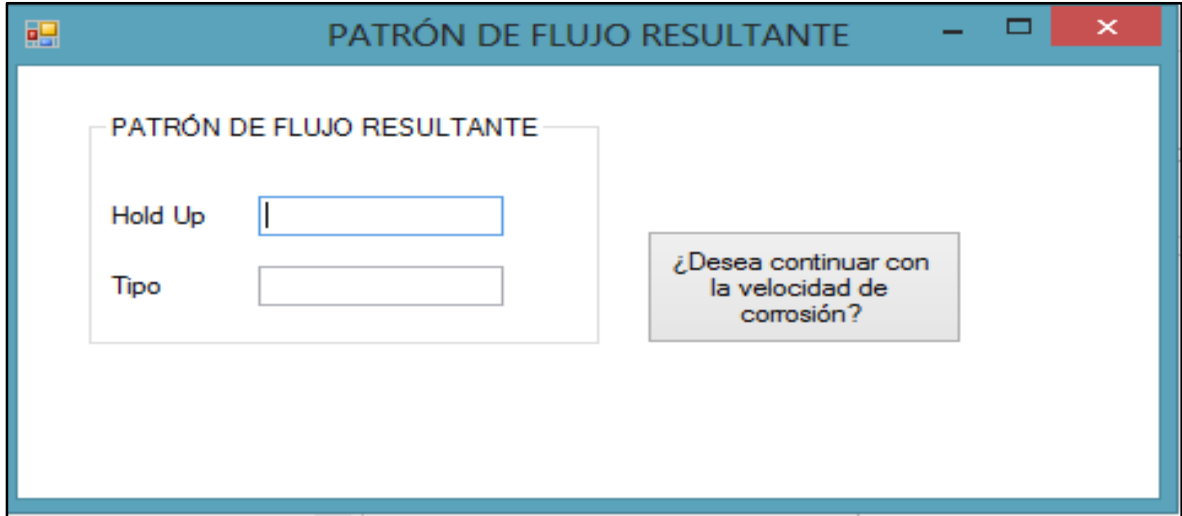 PATRÓN DE FLUJO RESULTANTE
PATRÓN DE FLUJO RESULTANTE
Hold Up
Tipo
¿Desea continuar con
la velocidad de
corrosión?